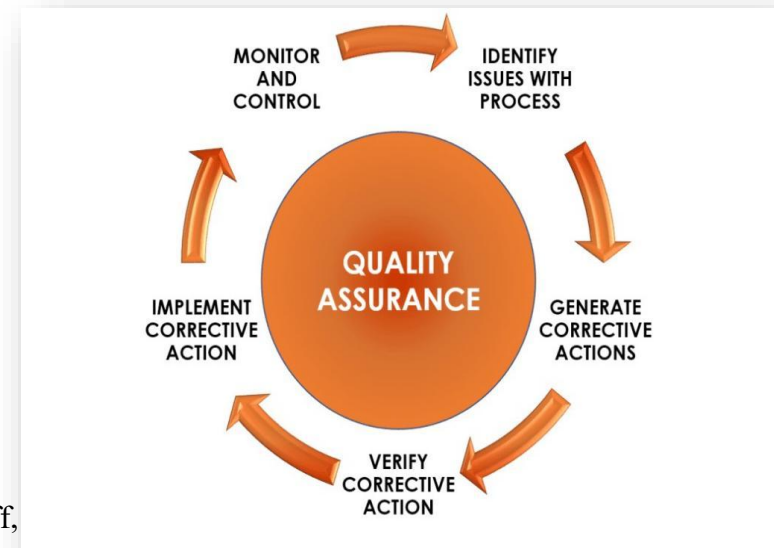 MONITOR
AND
CONTROL
IDENTIFY
ISSUES WITH
PROCESS
QUALITY
ASSURANCE
GENERATE
CORRECTIVE
ACTIONS
VERIFY
CORRECTIVE
ACTION
IMPLEMENT
CORRECTIVE
ACTION